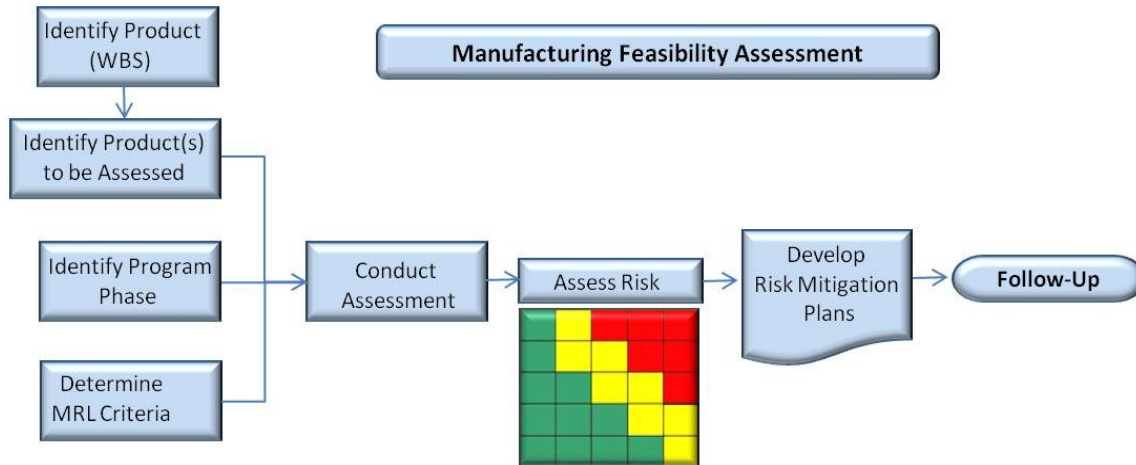 Identify Product
(WBS)
Manufacturing Feasibility Assessment
Identify Product(s)
to be Assessed
Identify Program
Phase
Determine
MRL Criteria
Conduct
Assessment
Assess Risk
Develop
Risk Mitigation
Plans
Follow-Up